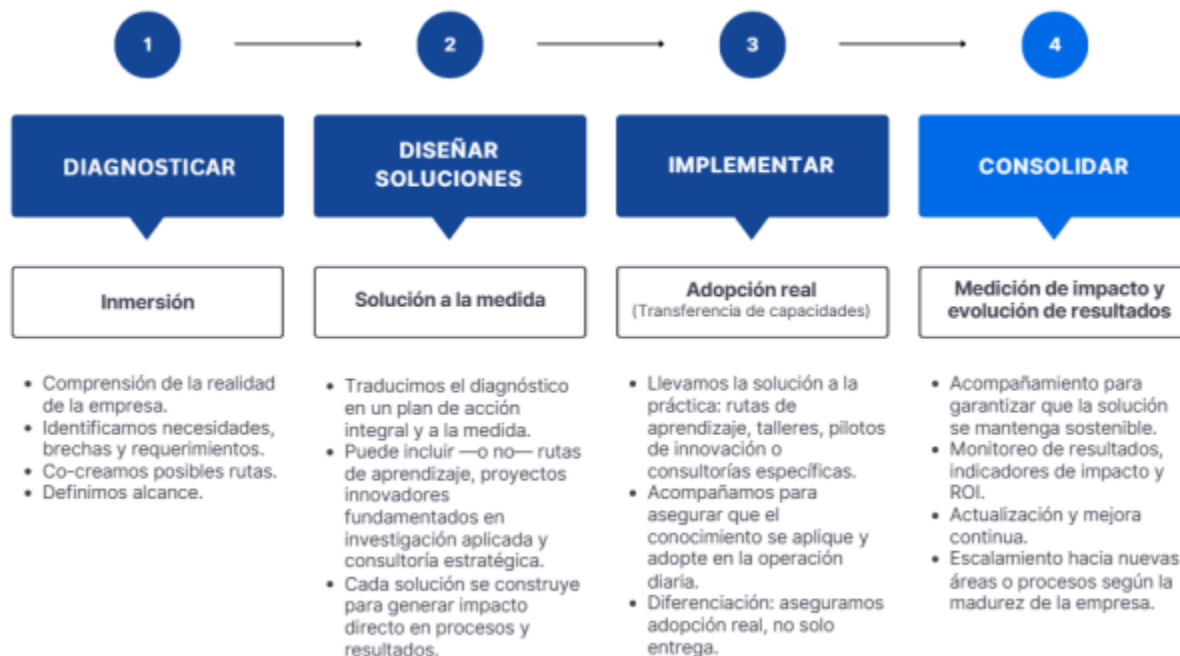 1
2
3
4
DIAGNOSTICAR
DISEÑAR
SOLUCIONES
IMPLEMENTAR
CONSOLIDAR
Inmersión
Solución a la medida
Adopción real
(Transferencia de capacidades)
Medición de impacto y
evolución de resultados
• Comprensión de la realidad
de la empresa.
• Identificamos necesidades,
brechas y requerimientos.
• Co-creamos posibles rutas.
• Definimos alcance.
• Traducimos el diagnóstico
en un plan de acción
integral y a la medida.
• Puede incluir —o no— rutas
de aprendizaje, proyectos
innovadores
fundamentados en
investigación aplicada y
consultoría estratégica.
• Cada solución se construye
para generar impacto
directo en procesos y
resultados.
• Llevamos la solución a la
práctica: rutas de
aprendizaje, talleres, pilotos
de innovación o
consultorías específicas.
• Acompañamos para
asegurar que el
conocimiento se aplique y
adopte en la operación
diaria.
• Diferenciación: aseguramos
adopción real, no solo
entrega.
• Acompañamiento para
garantizar que la solución
se mantenga sostenible.
• Monitoreo de resultados,
indicadores de impacto y
ROI.
• Actualización y mejora
continua.
• Escalamiento hacia nuevas
áreas o procesos según la
madurez de la empresa.